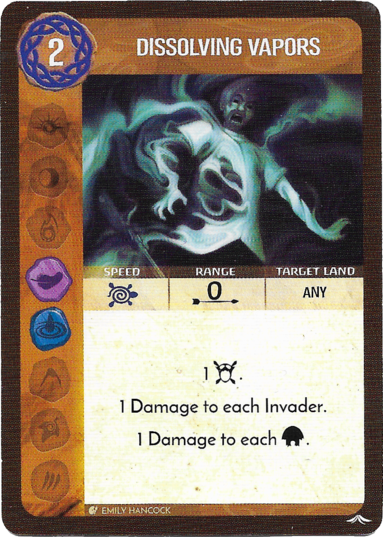 2
DISSOLVING VAPORS
SPEED RANGE TARGET LAND
0 ANY
1 .
1 Damage to each Invader.
1 Damage to each .
EMILY HANCOCK